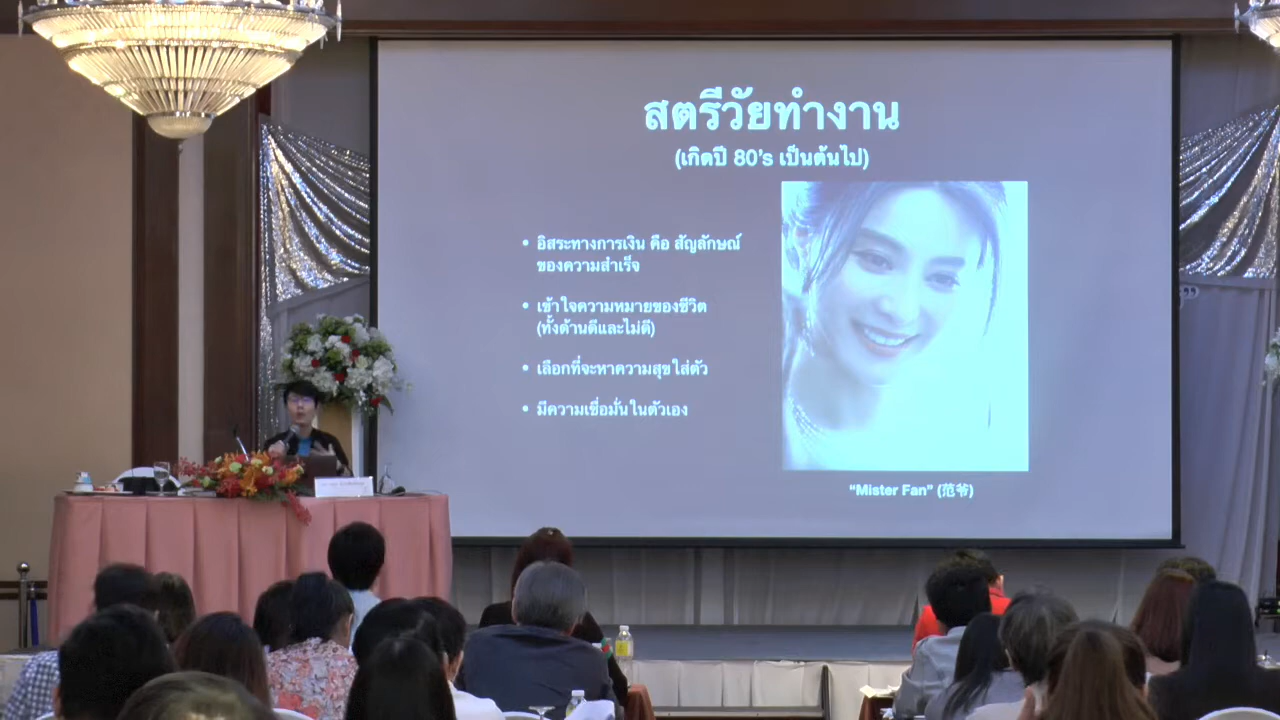 สตรีวัยทำงาน
(เกิดปี 80's เป็นต้นไป)
• อิสระทางการเงิน คือ สัญลักษณ์
ของความสำเร็จ
• เข้าใจความหมายของชีวิต
(ทั้งด้านดีและไม่ดี)
• เลือกที่จะหาความสุขใส่ตัว
• มีความเชื่อมั่นในตัวเอง
“Mister Fan” (范爷)